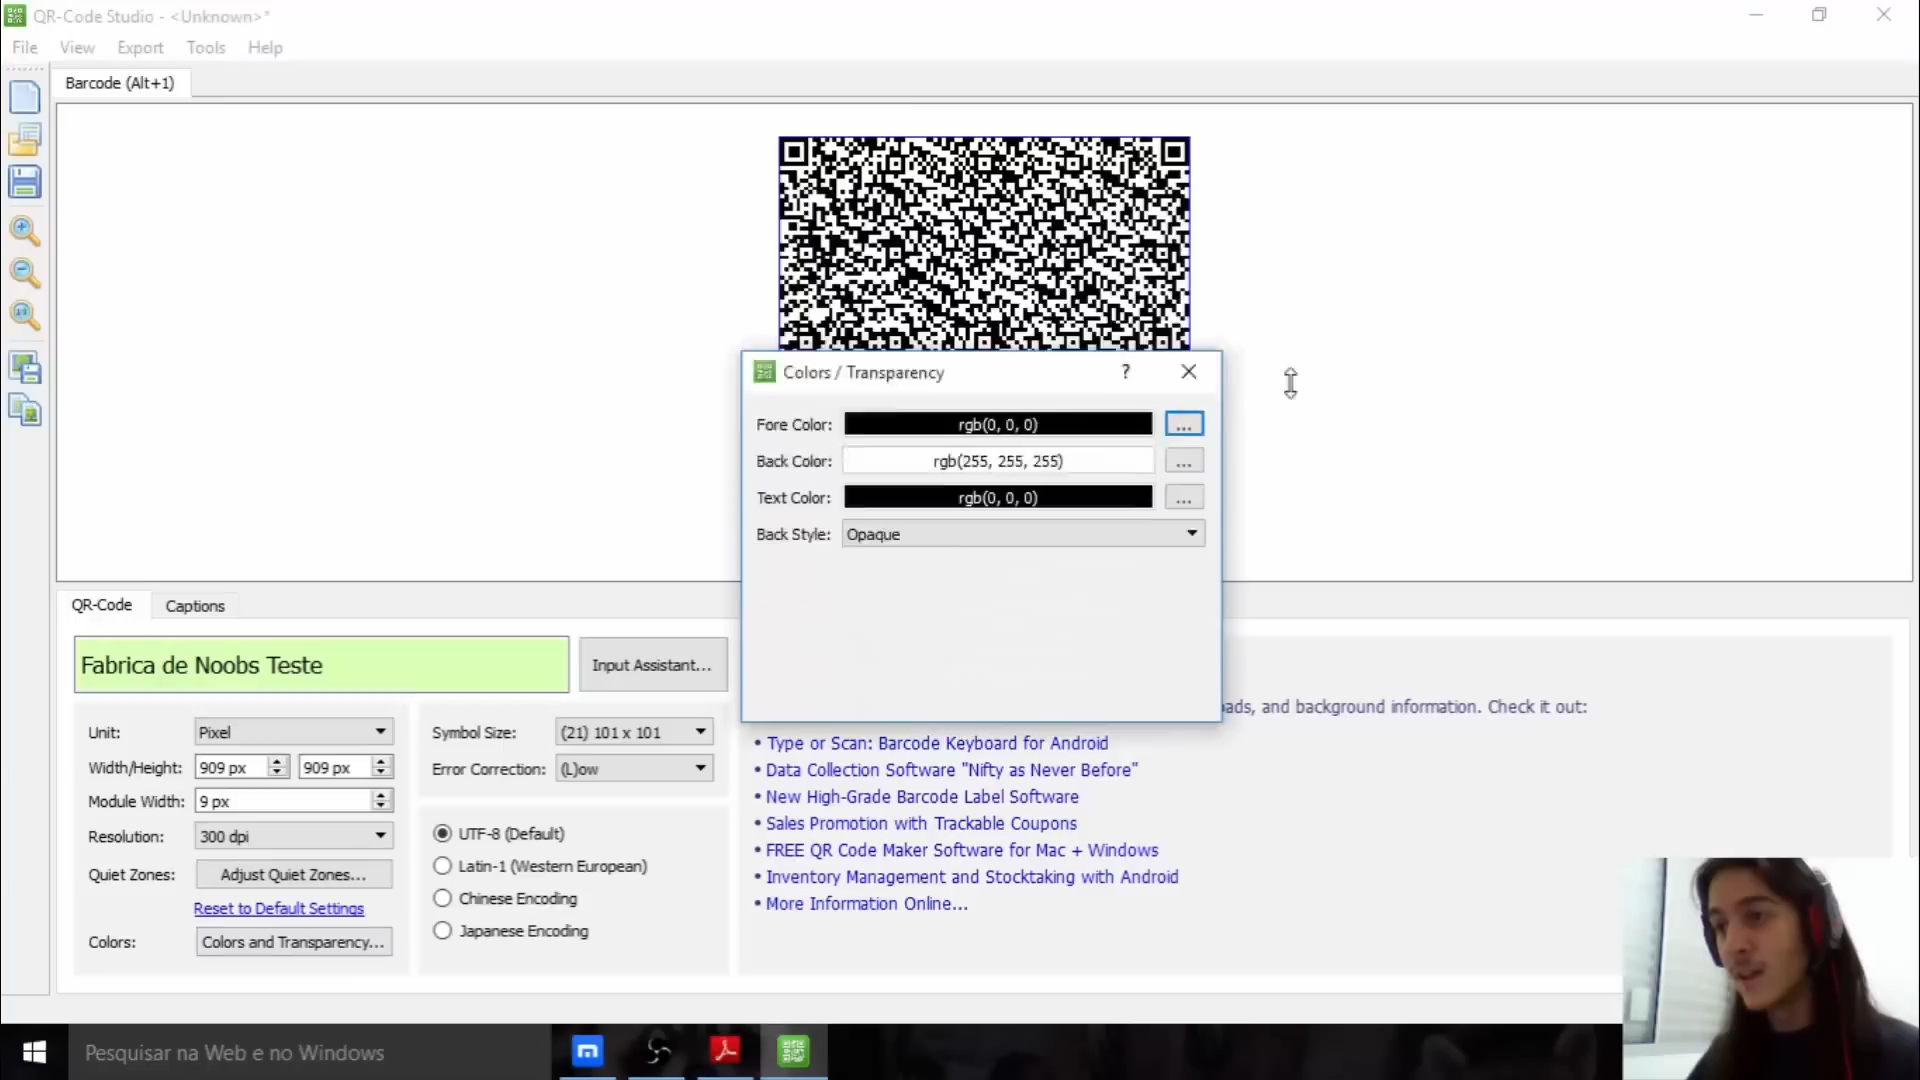 QR-Code Studio - <Unknown>*
File View Export Tools Help
Barcode (Alt+1)
Colors / Transparency ?
Fore Color: rgb(0, 0, 0) ...
Back Color: rgb(255, 255, 255) ...
Text Color: rgb(0, 0, 0) ...
Back Style: Opaque
QR-Code Captions
Fabrica de Noobs Teste Input Assistant...
Unit: Pixel
Width/Height: 909 px 909 px
Module Width: 9 px
Resolution: 300 dpi
Quiet Zones: Adjust Quiet Zones...
Reset to Default Settings
Colors: Colors and Transparency...
Symbol Size: (21) 101 x 101
Error Correction: (L)ow
UTF-8 (Default)
Latin-1 (Western European)
Chinese Encoding
Japanese Encoding
and background information. Check it out:
• Type or Scan: Barcode Keyboard for Android
• Data Collection Software "Nifty as Never Before"
• New High-Grade Barcode Label Software
• Sales Promotion with Trackable Coupons
• FREE QR Code Maker Software for Mac + Windows
• Inventory Management and Stocktaking with Android
• More Information Online...
Pesquisar na Web e no Windows